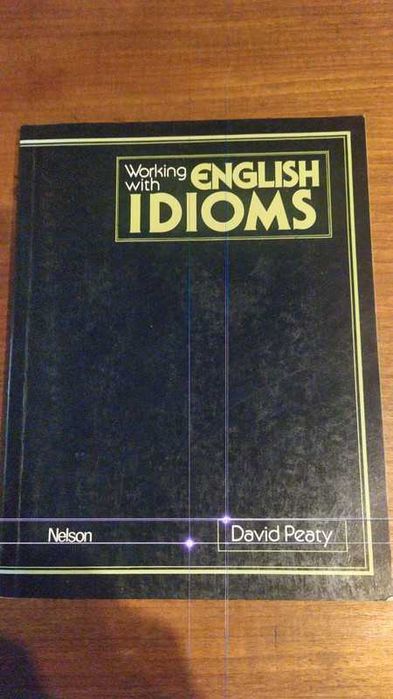 Working
with ENGLISH
IDIOMS
Nelson
David Peaty